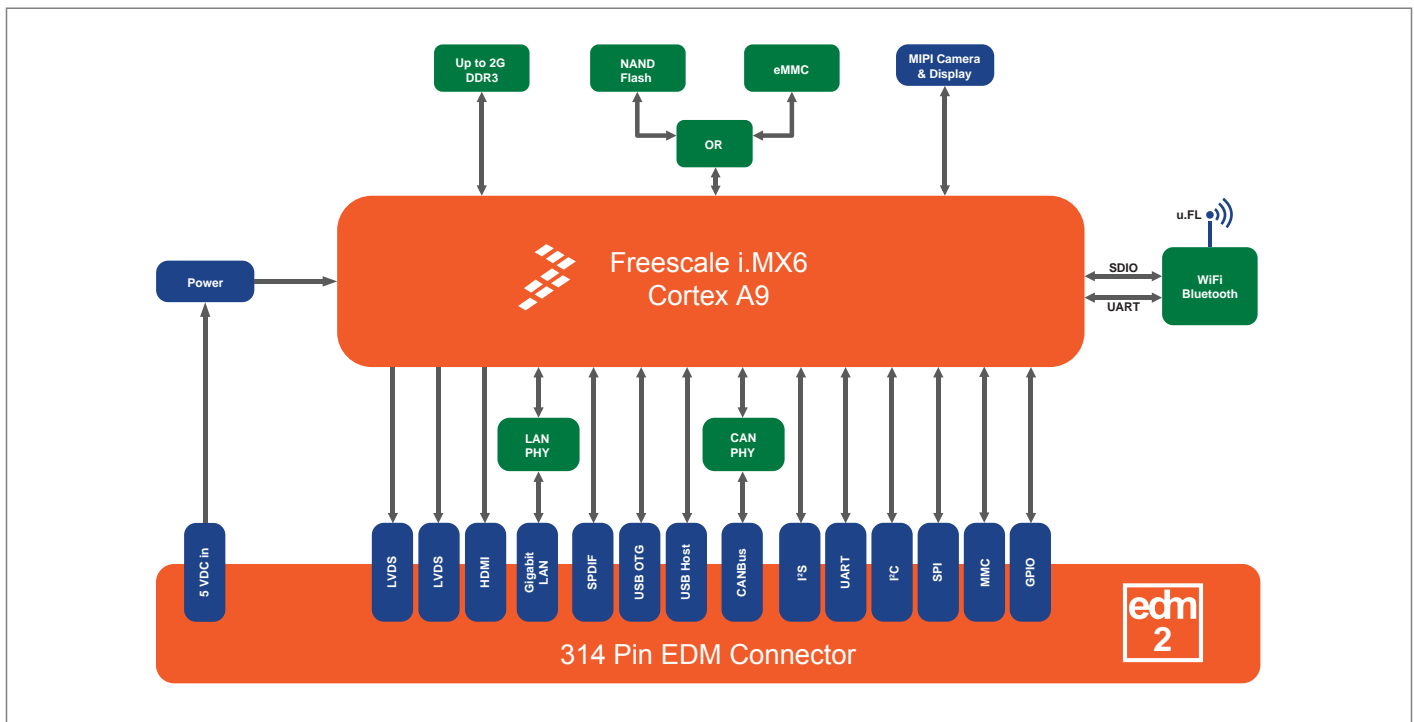 Up to 2G
DDR3
NAND
Flash
eMMC
MIPI Camera
& Display
OR
u.FL
Freescale i.MX6
Cortex A9
Power
SDIO
UART
WiFi
Bluetooth
LAN
PHY
CAN
PHY
5 VDC in
LVDS
LVDS
HDMI
Gigabit
LAN
SPDIF
USB OTG
USB Host
CANBus
I²S
UART
I²C
SPI
MMC
GPIO
edm
2
314 Pin EDM Connector